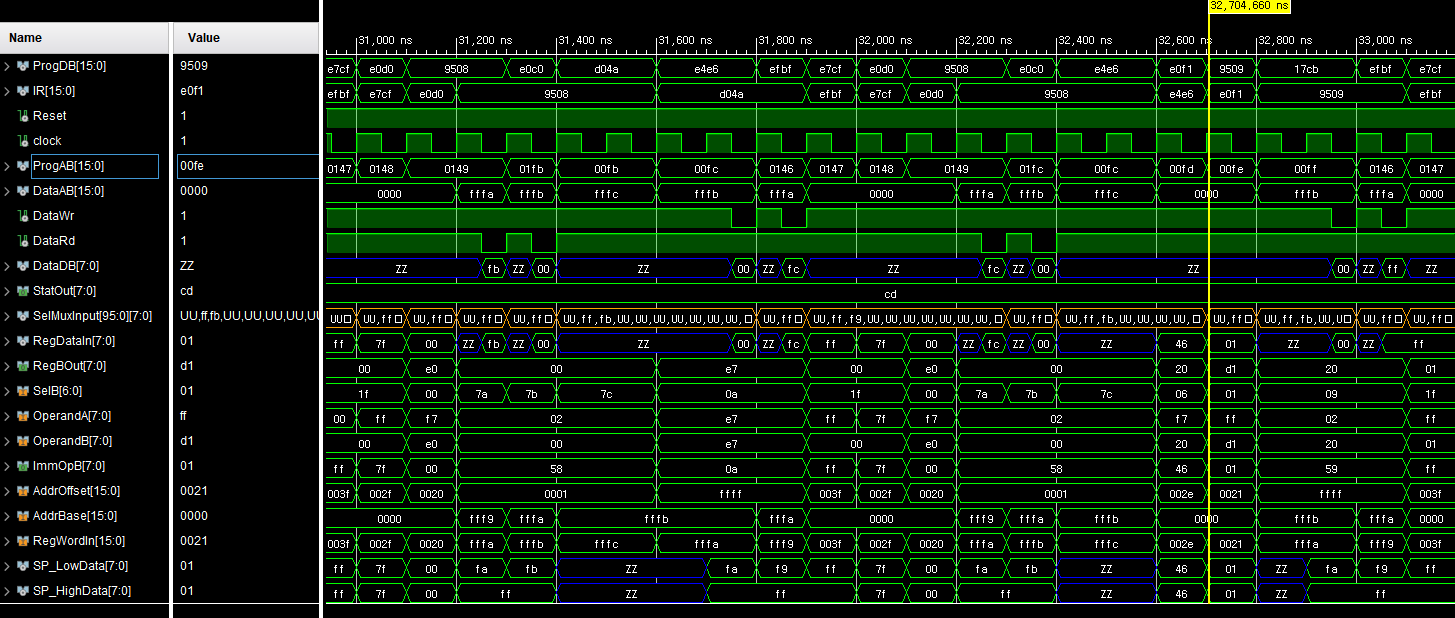 32,704,660 ns
Name Value 31,000 ns 31,200 ns 31,400 ns 31,600 ns 31,800 ns 32,000 ns 32,200 ns 32,400 ns 32,600 ns 32,800 ns 33,000 ns
ProgDB[15:0] 9509 e7cf e0d0 9508 e0c0 d04a e4e6 efbf e7cf e0d0 9508 e0c0 e4e6 e0f1 9509 17cb efbf e7cf
IR[15:0] e0f1 efbf e7cf e0d0 9508 d04a efbf e7cf e0d0 9508 e4e6 e0f1 9509 efbf
Reset 1
clock 1
ProgAB[15:0] 00fe 0147 0148 0149 01fb 00fb 00fc 0146 0147 0148 0149 01fc 00fc 00fd 00fe 00ff 0146 0147
DataAB[15:0] 0000 0000 fffa fffb fffc fffb fffa 0000 fffa fffb fffc 0000 fffb fffa 0000
DataWr 1
DataRd 1
DataDB[7:0] ZZ ZZ fb ZZ 00 ZZ 00 ZZ fc ZZ fc ZZ 00 ZZ 00 ZZ ff ZZ
StatOut[7:0] cd cd
SelMuxInput[95:0][7:0] UU,ff,fb,UU,UU,UU,UU,UU UU UU,ff UU,ff UU,ff UU,ff UU,ff,fb,UU,UU,UU,UU,UU,UU, UU,ff UU,ff,f9,UU,UU,UU,UU,UU,UU, UU,ff UU,ff,fb,UU,UU,UU, UU,ff UU,ff,fb,UU,U UU,ff UU,ff
RegDataIn[7:0] 01 ff 7f 00 ZZ fb ZZ 00 ZZ 00 ZZ fc ff 7f 00 ZZ fc ZZ 00 ZZ 46 01 ZZ 00 ZZ ff
RegBOut[7:0] d1 00 e0 00 e7 00 e0 00 20 d1 20 01
SelB[6:0] 01 1f 00 7a 7b 7c 0a 1f 00 7a 7b 7c 06 01 09 1f
OperandA[7:0] ff 00 ff f7 02 e7 ff 7f f7 02 f7 ff 02 ff
OperandB[7:0] d1 00 e0 00 e7 00 e0 00 20 d1 20 01
ImmOpB[7:0] 01 ff 7f 00 58 0a ff 7f 00 58 46 01 59 ff
AddrOffset[15:0] 0021 003f 002f 0020 0001 ffff 003f 002f 0020 0001 002e 0021 ffff 003f
AddrBase[15:0] 0000 0000 fff9 fffa fffb fffa 0000 fff9 fffa fffb 0000 fffb fffa 0000
RegWordIn[15:0] 0021 003f 002f 0020 fffa fffb fffc fffa fff9 003f 002f 0020 fffa fffb fffc 002e 0021 fffa fff9 003f
SP_LowData[7:0] 01 ff 7f 00 fa fb ZZ fa f9 ff 7f 00 fa fb ZZ 46 01 ZZ fa f9 ff
SP_HighData[7:0] 01 ff 7f 00 ff ZZ ff 7f 00 ff ZZ 46 01 ZZ ff